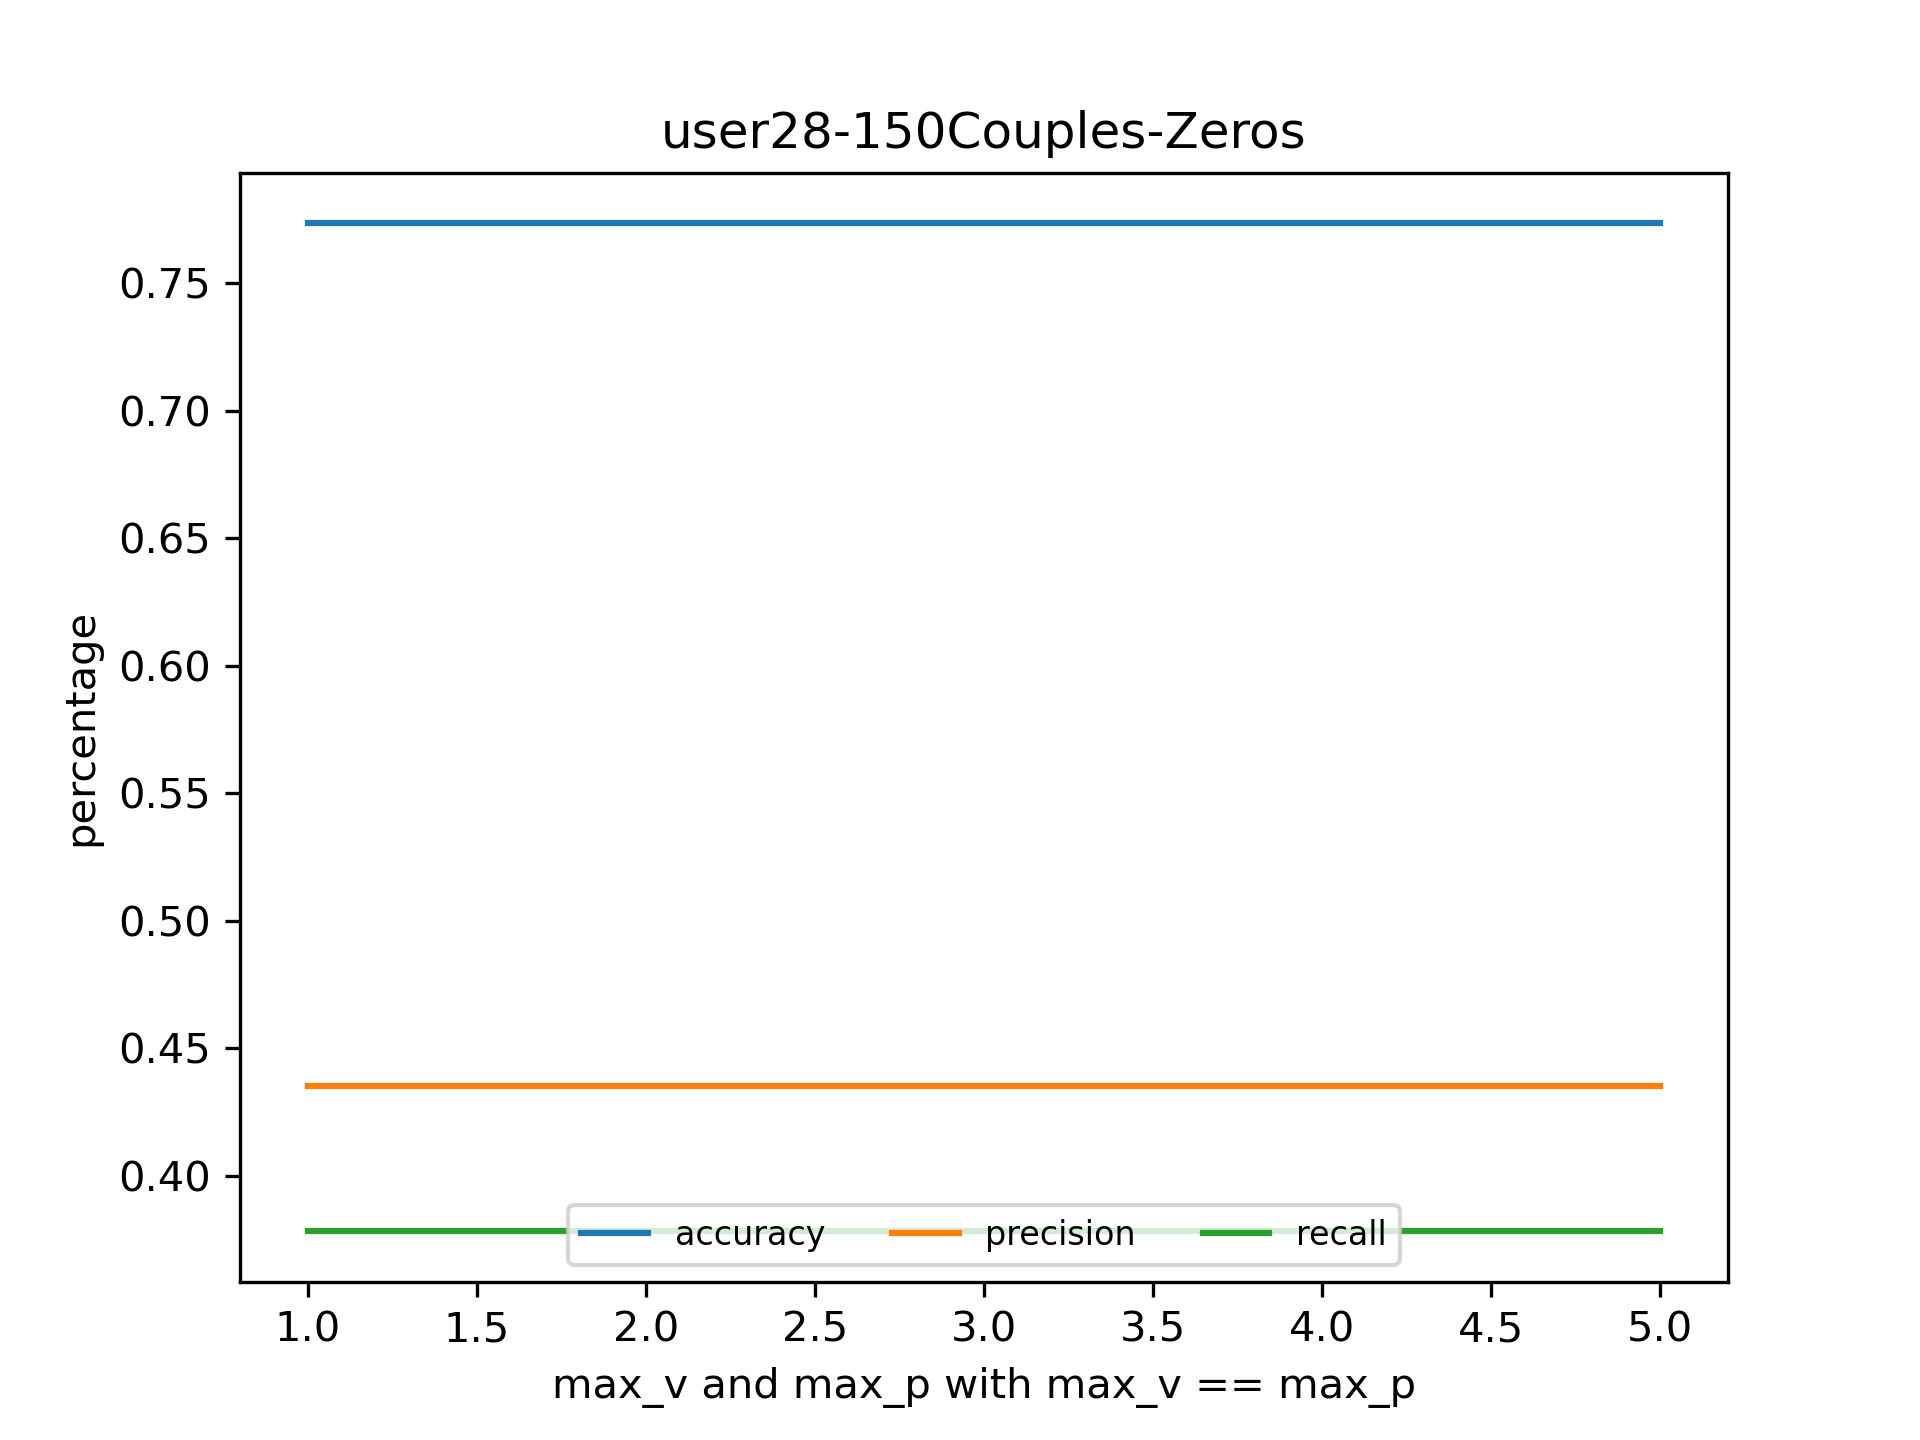 user28-150Couples-Zeros
percentage
0.75
0.70
0.65
0.60
0.55
0.50
0.45
0.40
accuracy precision recall
1.0 1.5 2.0 2.5 3.0 3.5 4.0 4.5 5.0
max_v and max_p with max_v == max_p